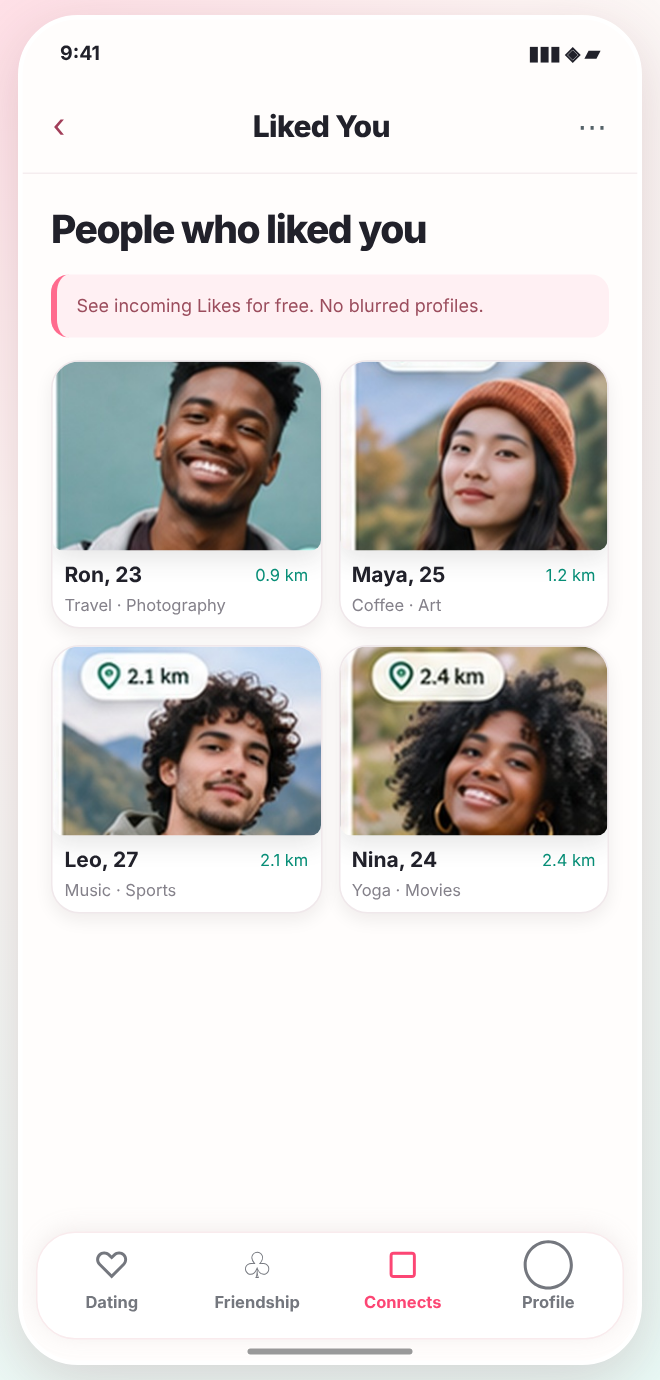 9:41
Liked You
People who liked you
See incoming Likes for free. No blurred profiles.
Ron, 23 0.9 km
Travel · Photography
Maya, 25 1.2 km
Coffee · Art
2.1 km
2.4 km
Leo, 27 2.1 km
Music · Sports
Nina, 24 2.4 km
Yoga · Movies
Dating Friendship Connects Profile